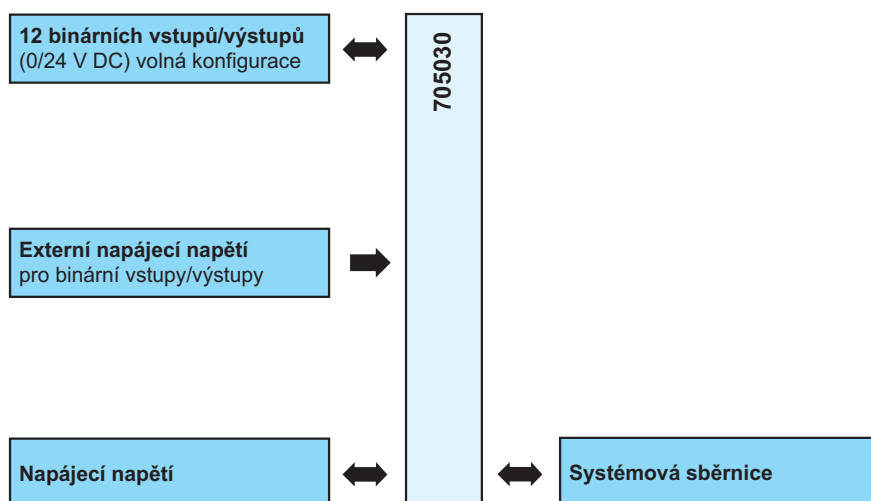 12 binárních vstupů/výstupů
(0/24 V DC) volná konfigurace
705030
Externí napájecí napětí
pro binární vstupy/výstupy
Napájecí napětí
Systémová sběrnice